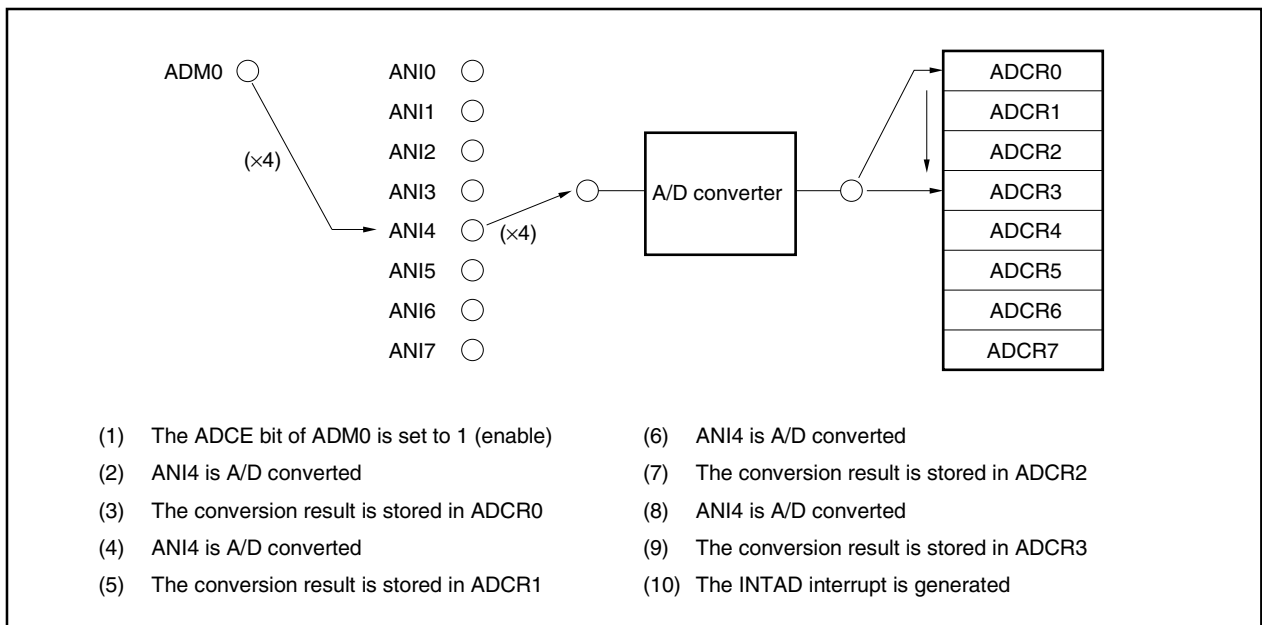 ADM0
ANI0
ANI1
ANI2
ANI3
ANI4
ANI5
ANI6
ANI7
(×4)
(×4)
A/D converter
ADCR0
ADCR1
ADCR2
ADCR3
ADCR4
ADCR5
ADCR6
ADCR7
(1) The ADCE bit of ADM0 is set to 1 (enable)
(2) ANI4 is A/D converted
(3) The conversion result is stored in ADCR0
(4) ANI4 is A/D converted
(5) The conversion result is stored in ADCR1
(6) ANI4 is A/D converted
(7) The conversion result is stored in ADCR2
(8) ANI4 is A/D converted
(9) The conversion result is stored in ADCR3
(10) The INTAD interrupt is generated